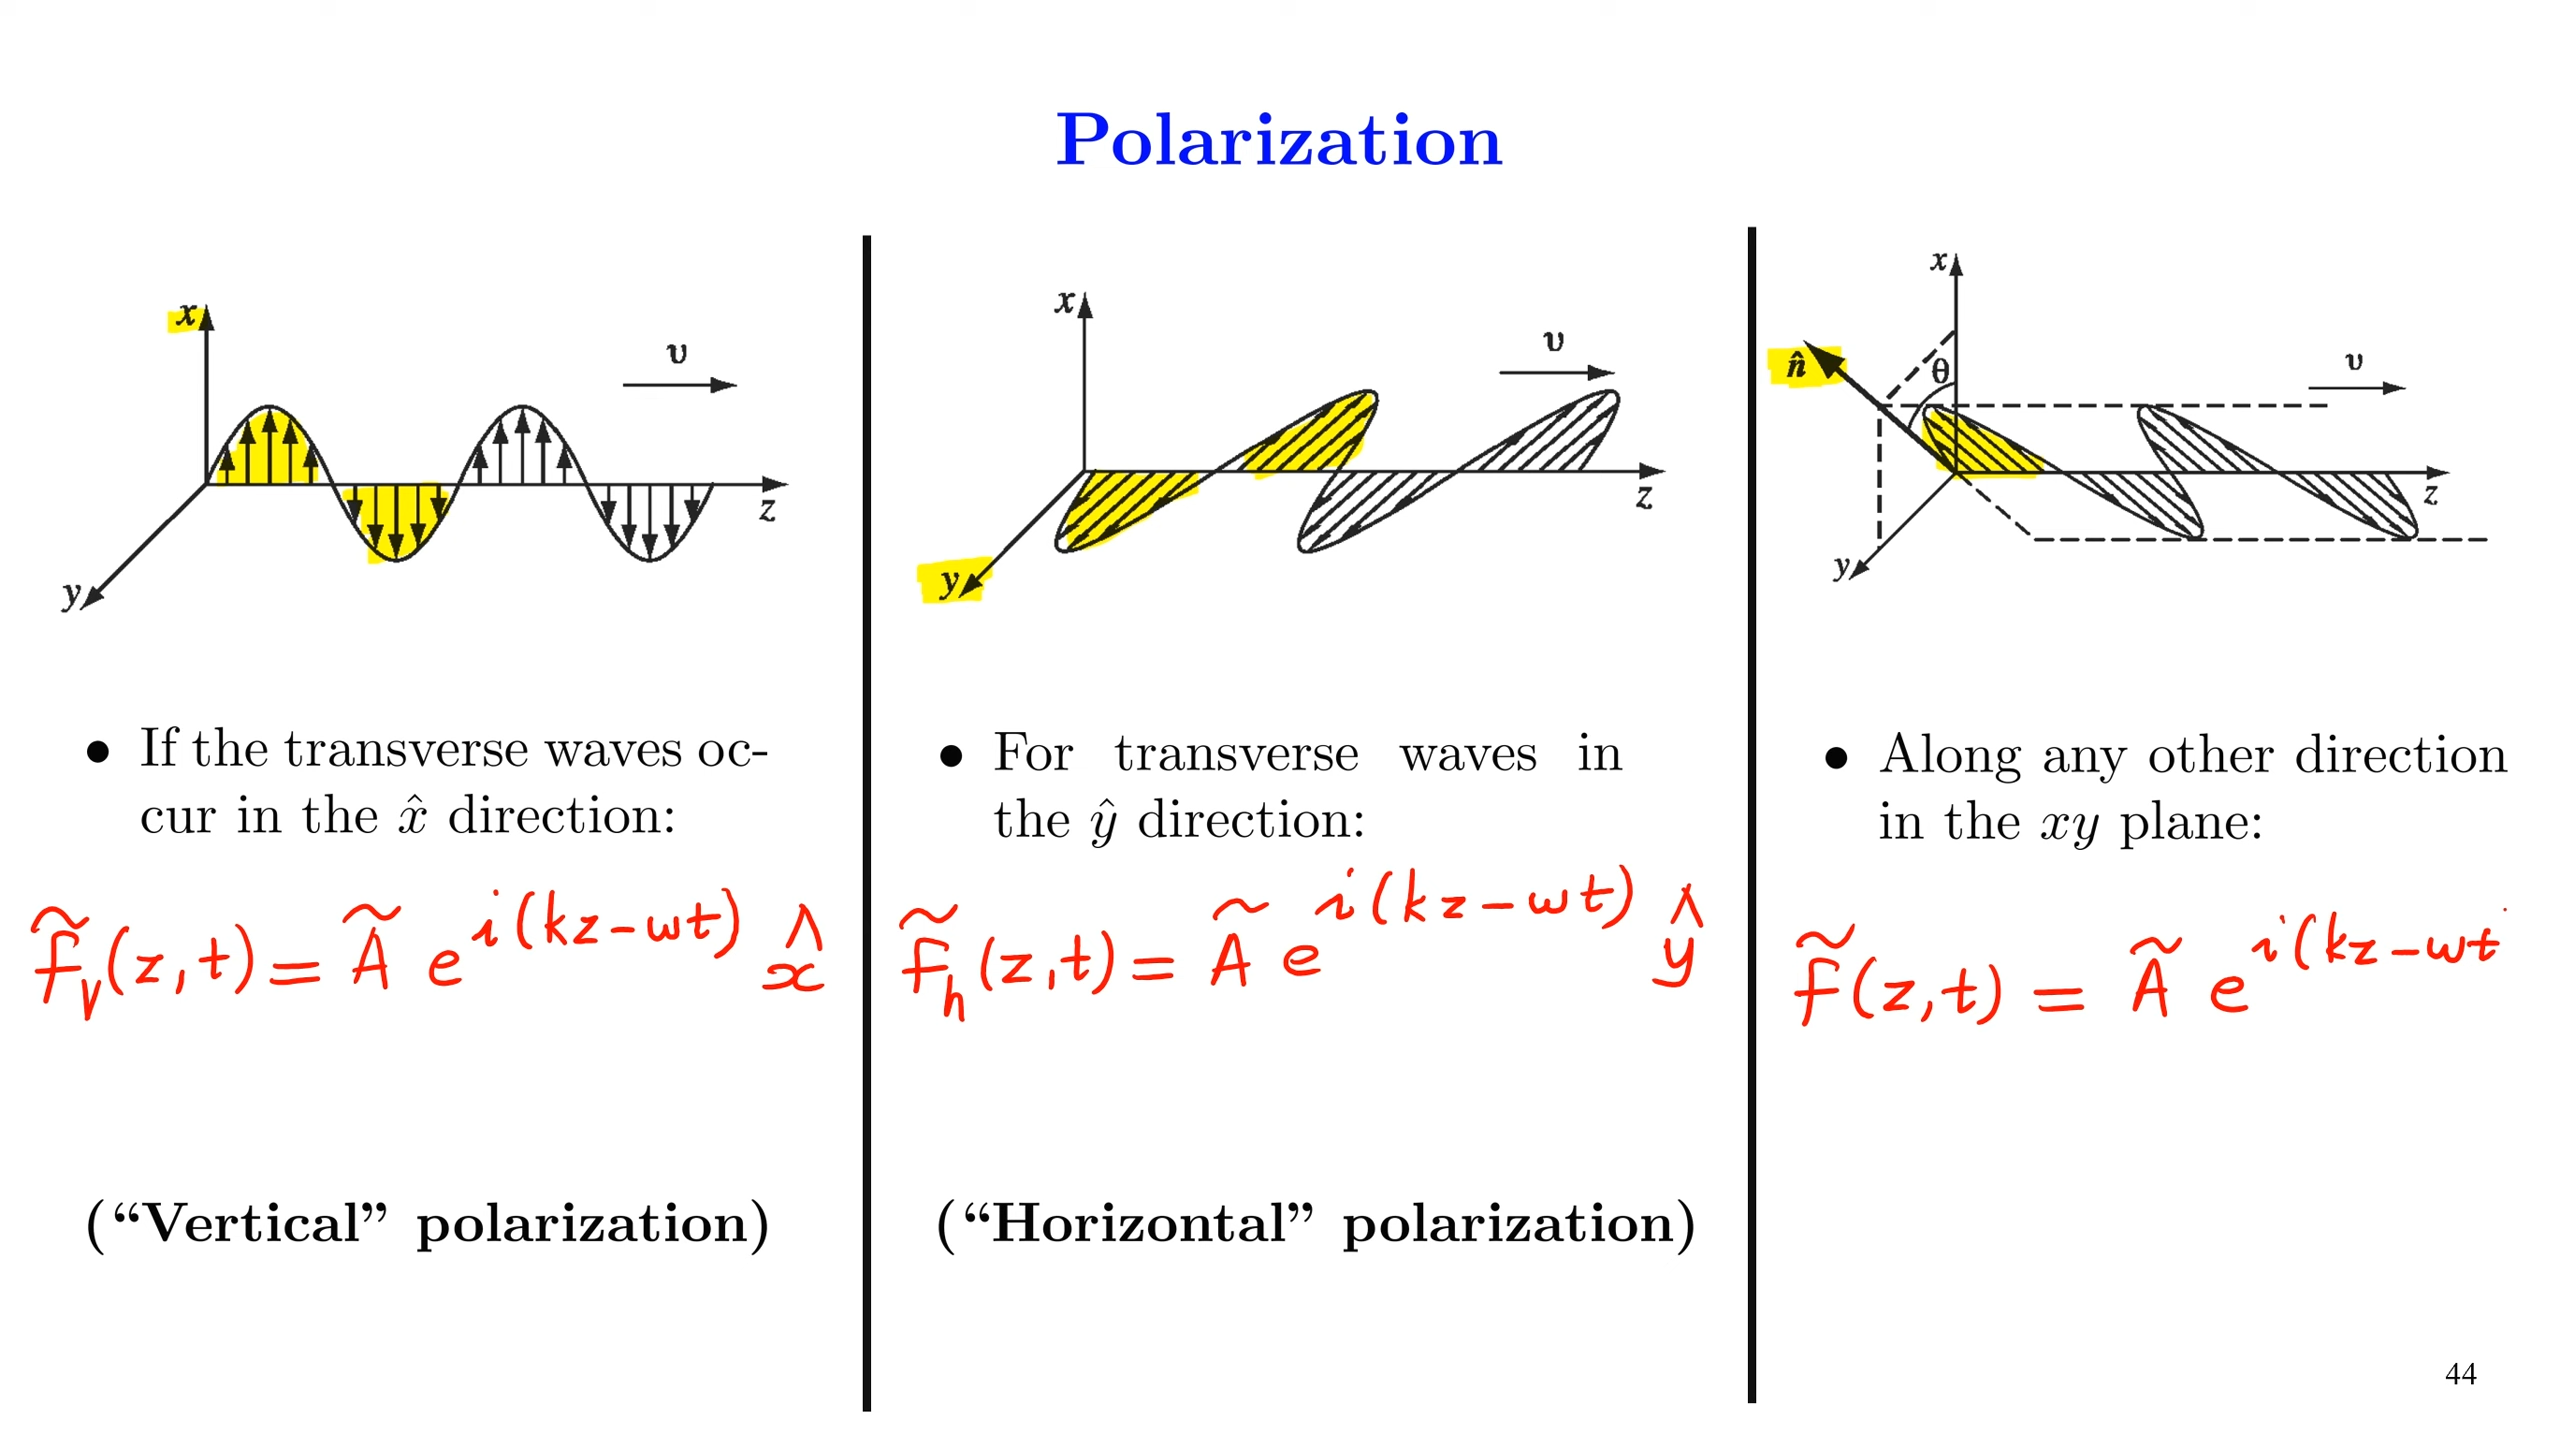 Polarization
x
υ
z
y
x
υ
z
y
x
n̂
θ
υ
z
y
• If the transverse waves oc-
cur in the x̂ direction:
f̃ᵥ(z,t) = Ã e^{i(kz-ωt)} x̂
("Vertical" polarization)
• For transverse waves in
the ŷ direction:
f̃ₕ(z,t) = Ã e^{i(kz-ωt)} ŷ
("Horizontal" polarization)
• Along any other direction
in the xy plane:
f̃(z,t) = Ã e^{i(kz-ωt
44